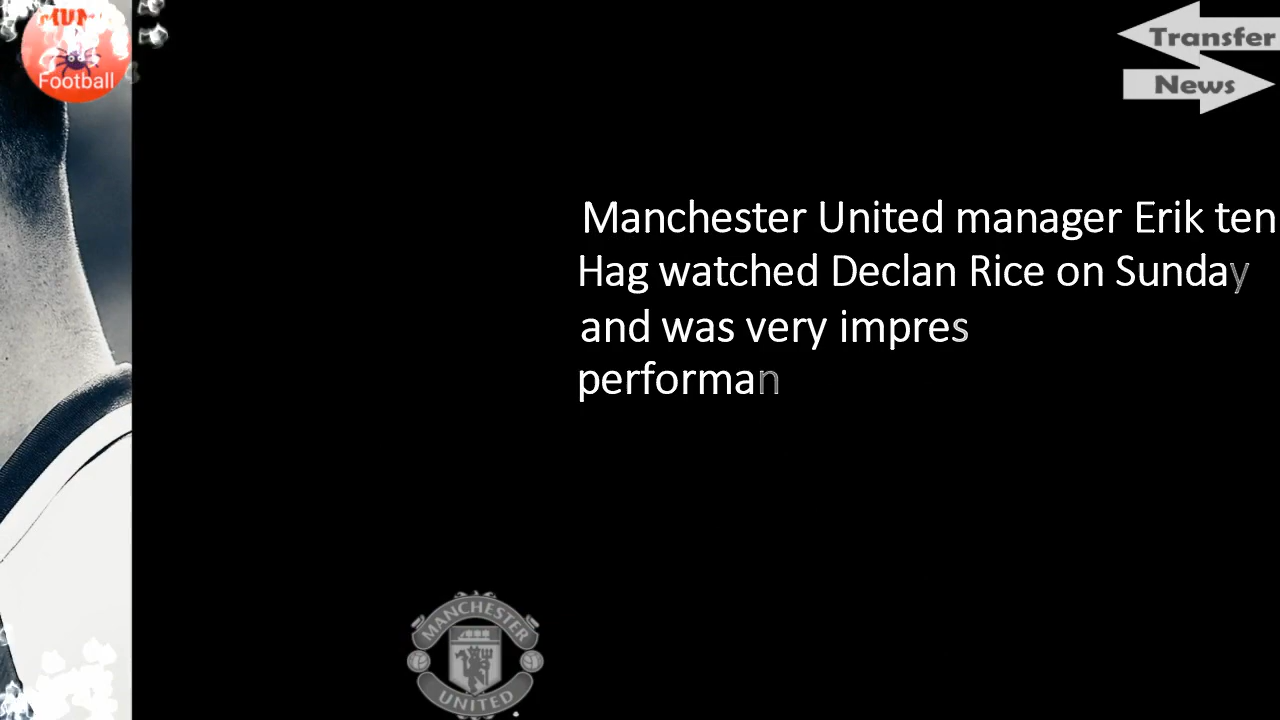 Football
Transfer
News
Manchester United manager Erik ten
Hag watched Declan Rice on Sunday
and was very impres
performan
MANCHESTER
UNITED